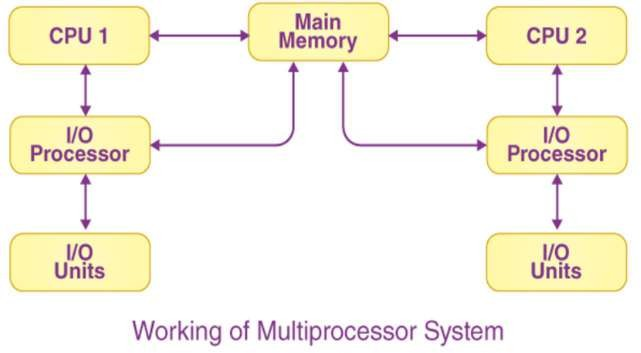 CPU 1
Main
Memory
CPU 2
I/O
Processor
I/O
Processor
I/O
Units
I/O
Units
Working of Multiprocessor System